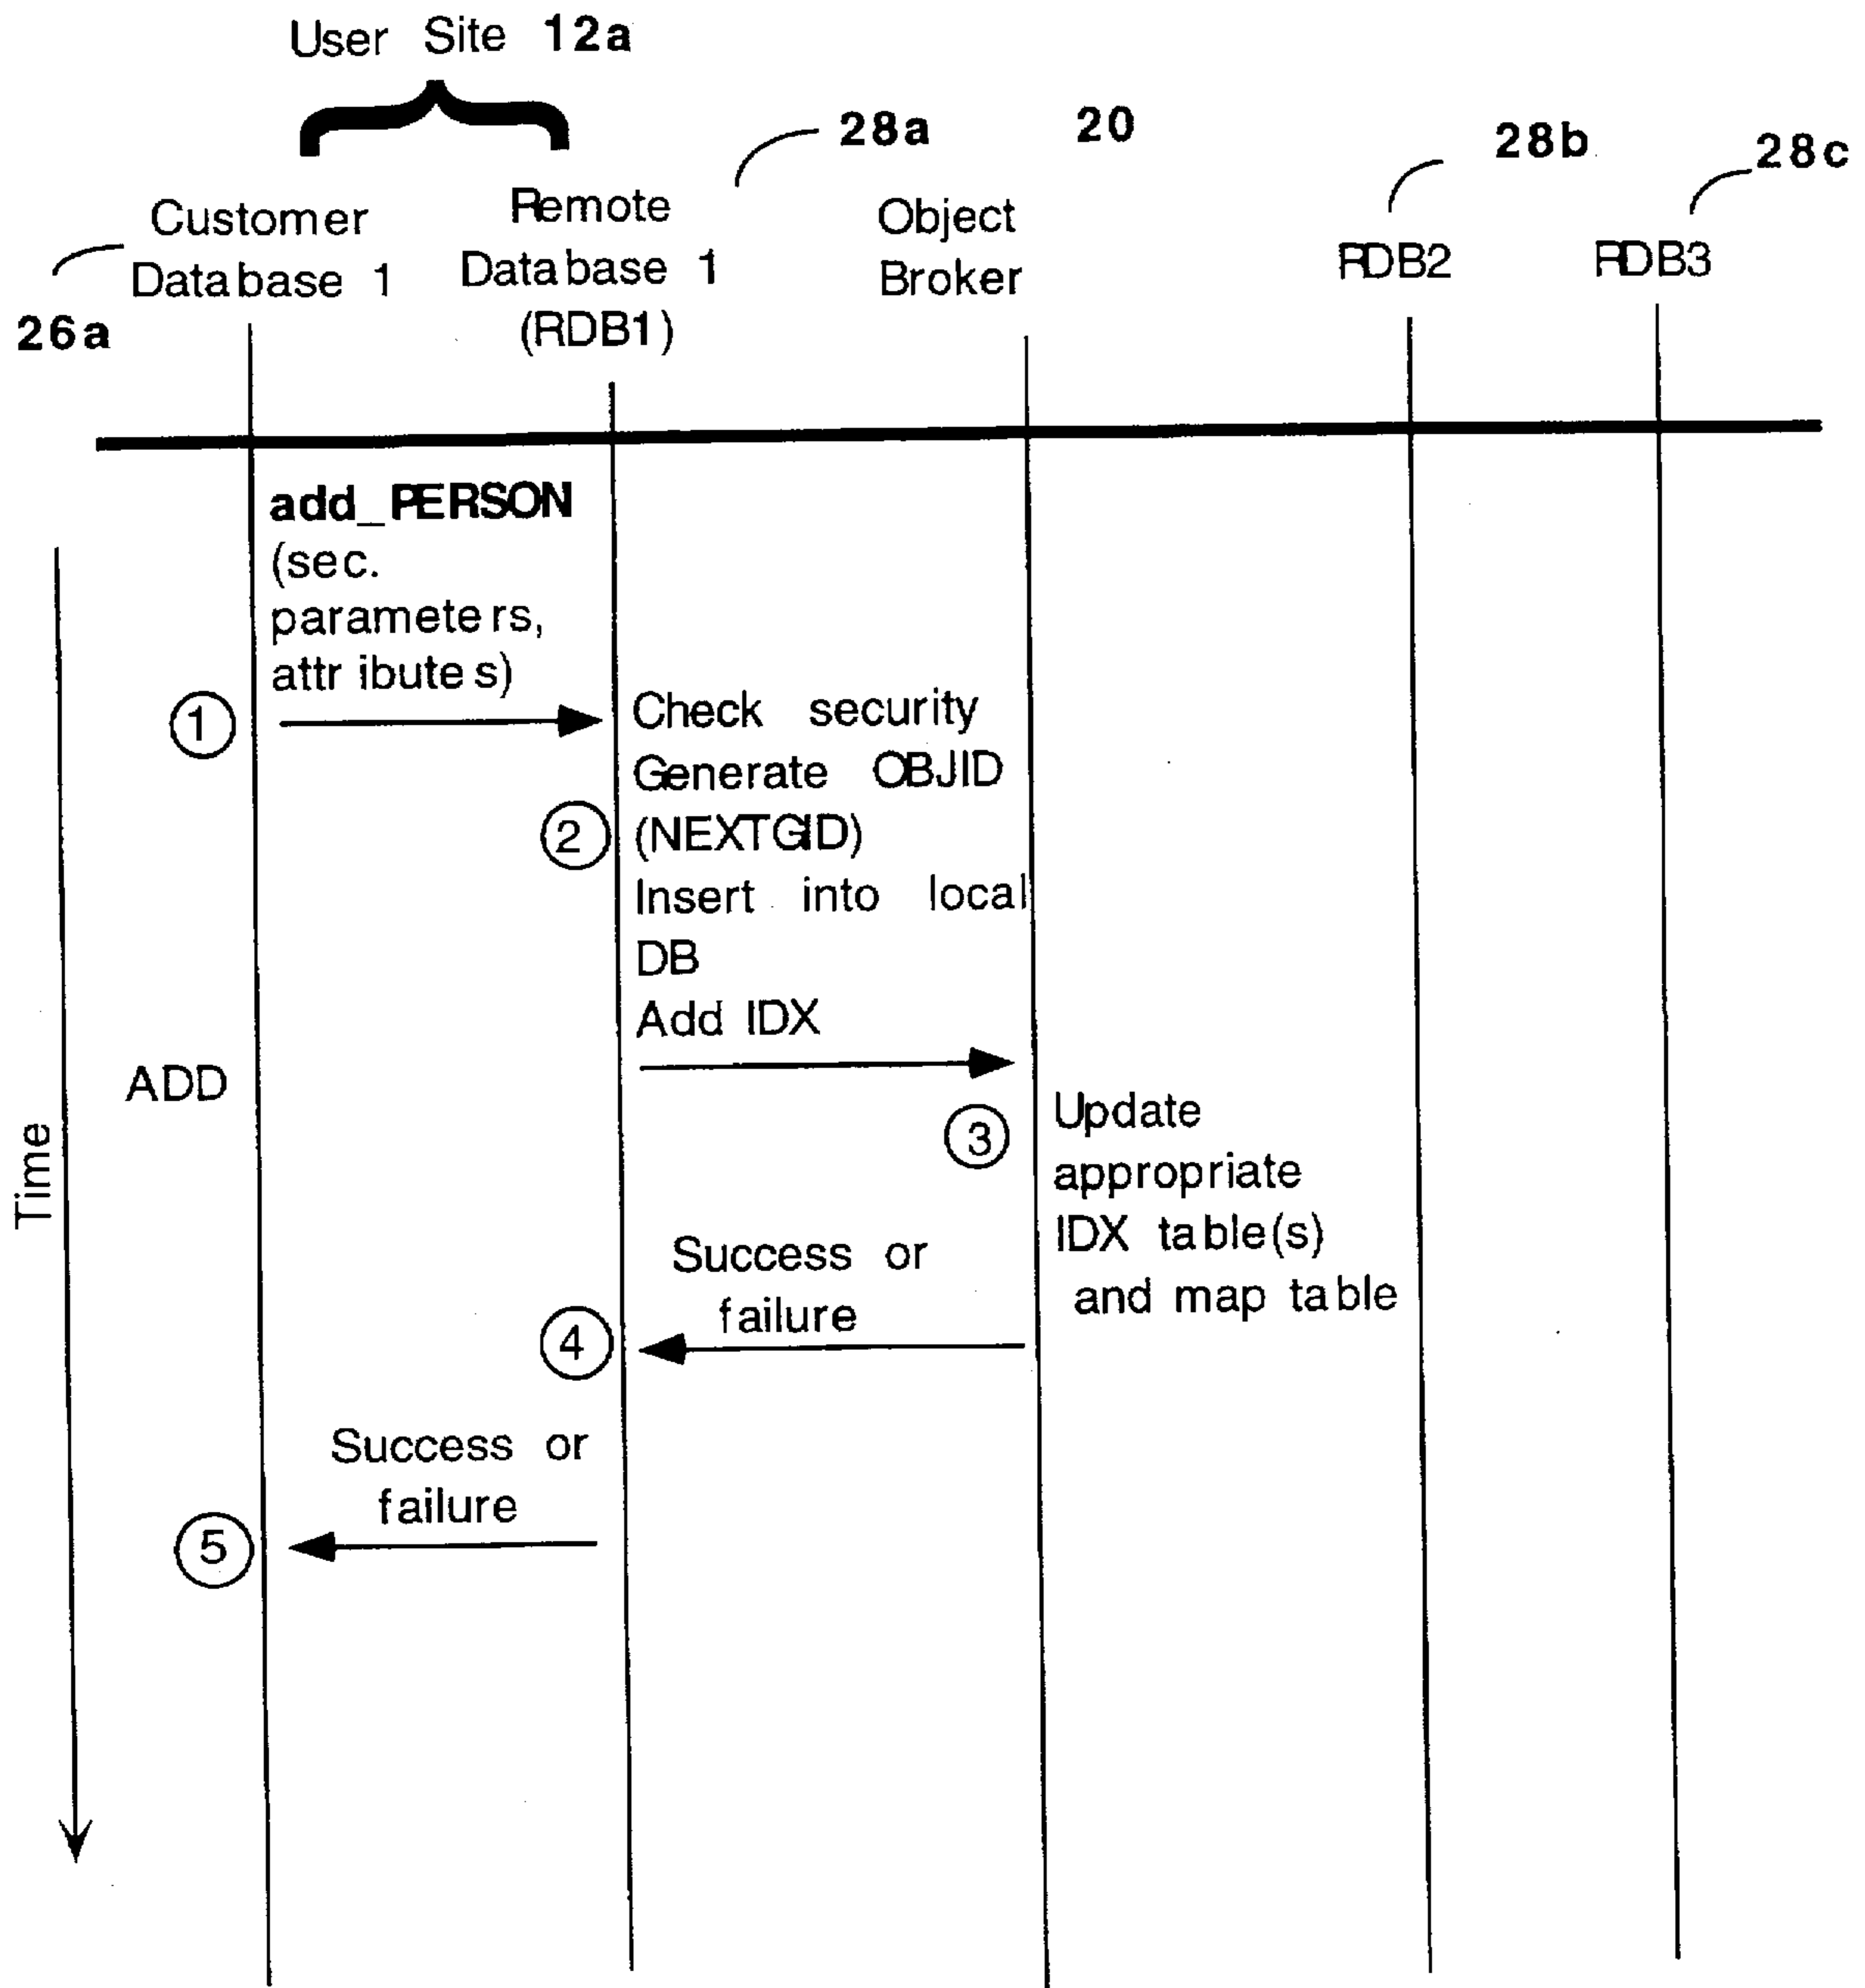 User Site 12a
28a
20
28b
28c
Customer
Database 1
26a
Remote
Database 1
(RDB1)
Object
Broker
RDB2
RDB3
add_PERSON
(sec.
parameters,
attributes)
1
Check security
Generate OBJID
2
(NEXTGID)
Insert into local
DB
Add IDX
ADD
Time
3
Update
appropriate
IDX table(s)
and map table
Success or
failure
4
Success or
failure
5